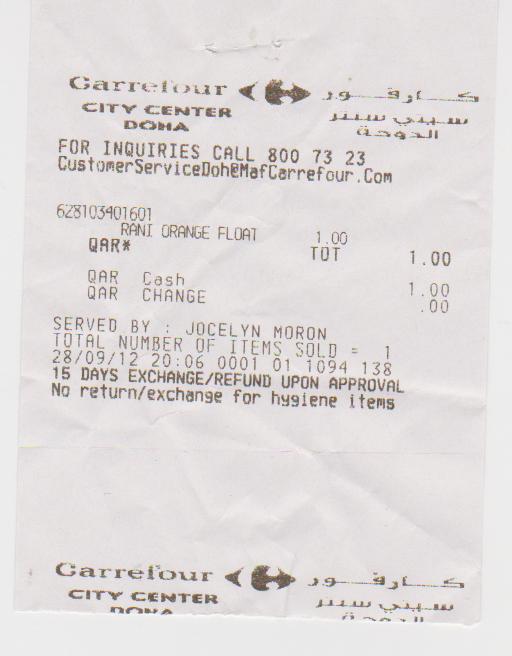 Carrefour كارفور
CITY CENTER سيتي سنتر
DOHA الدوحة
FOR INQUIRIES CALL 800 73 23
CustomerServiceDoh@MafCarrefour.Com
628103401601
RANI ORANGE FLOAT 1.00
QAR* TOT 1.00
QAR Cash 1.00
QAR CHANGE .00
SERVED BY : JOCELYN MORON
TOTAL NUMBER OF ITEMS SOLD = 1
28/09/12 20:06 0001 01 1094 138
15 DAYS EXCHANGE/REFUND UPON APPROVAL
No return/exchange for hygiene items
Carrefour كارفور
CITY CENTER سيتي سنتر
DOHA الدوحة